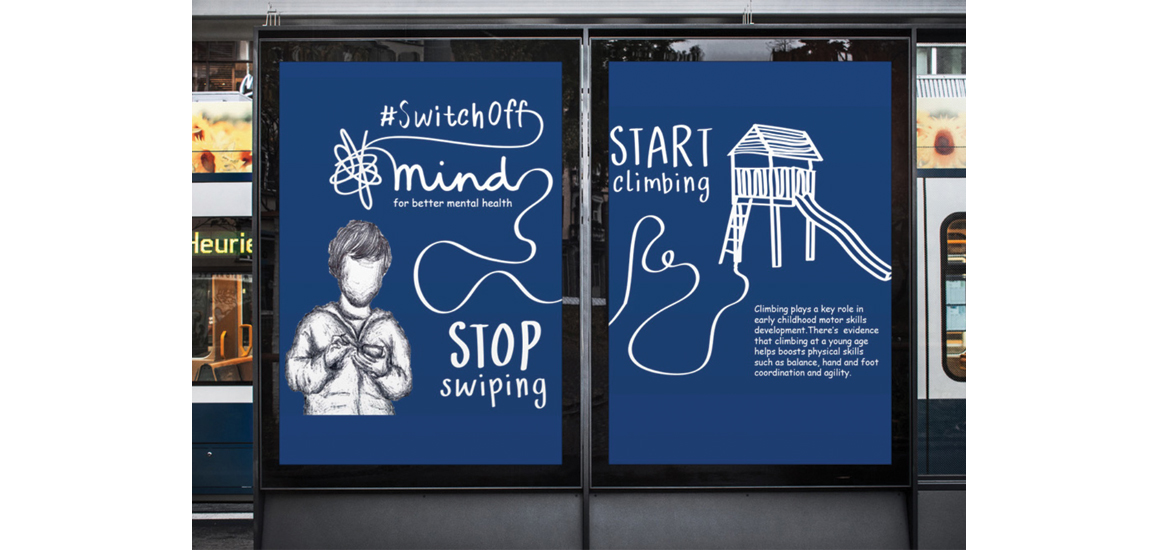 #SwitchOff
mind
for better mental health
STOP
swiping
START
climbing
Climbing plays a key role in
early childhood motor skills
development.There's evidence
that climbing at a young age
helps boosts physical skills
such as balance, hand and foot
coordination and agility.
Heurie